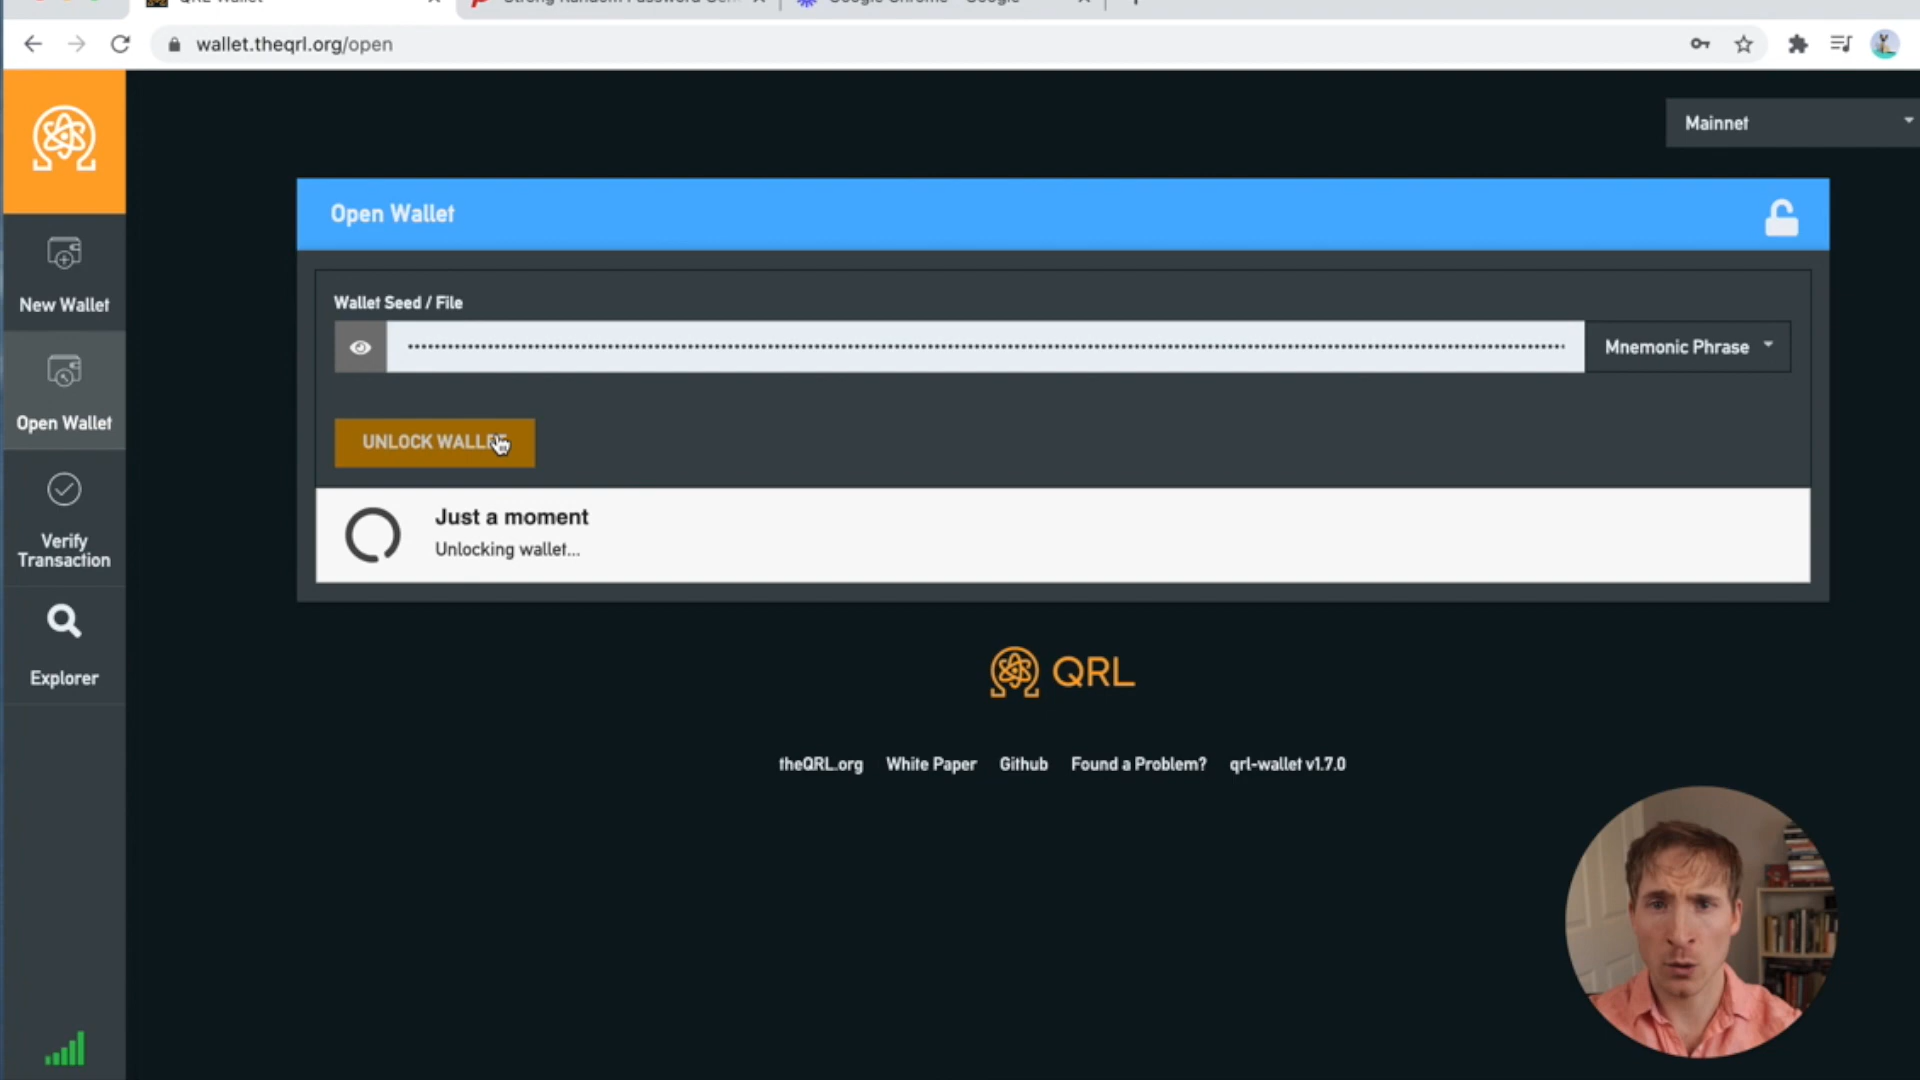 wallet.theqrl.org/open
Mainnet
Open Wallet
Wallet Seed / File
Mnemonic Phrase
UNLOCK WALLET
Just a moment
Unlocking wallet...
New Wallet
Open Wallet
Verify
Transaction
Explorer
QRL
theQRL.org White Paper Github Found a Problem? qrl-wallet v1.7.0